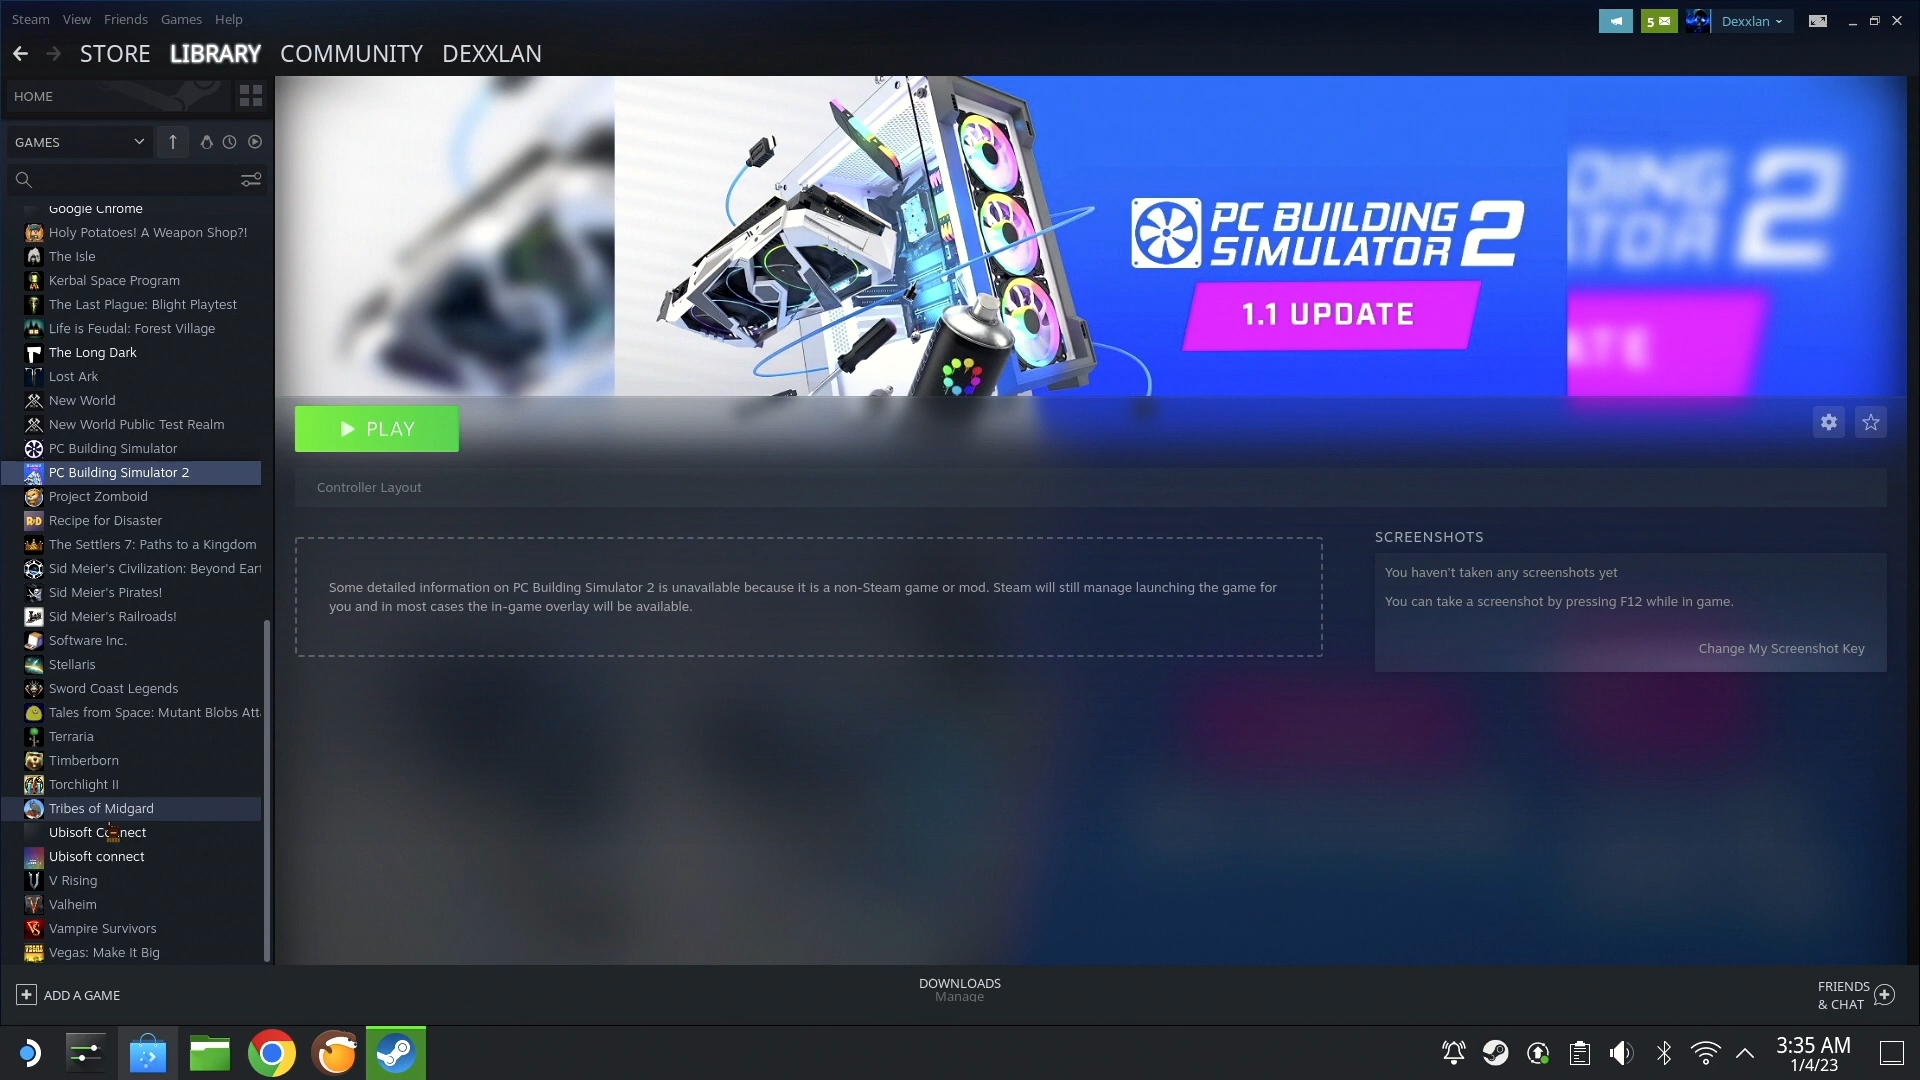 Steam View Friends Games Help
5
Dexxlan
STORE LIBRARY COMMUNITY DEXXLAN
HOME
GAMES
Google Chrome
Holy Potatoes! A Weapon Shop?!
The Isle
Kerbal Space Program
The Last Plague: Blight Playtest
Life is Feudal: Forest Village
The Long Dark
Lost Ark
New World
New World Public Test Realm
PC Building Simulator
PC Building Simulator 2
Project Zomboid
Recipe for Disaster
The Settlers 7: Paths to a Kingdom
Sid Meier's Civilization: Beyond Eart
Sid Meier's Pirates!
Sid Meier's Railroads!
Software Inc.
Stellaris
Sword Coast Legends
Tales from Space: Mutant Blobs Att
Terraria
Timberborn
Torchlight II
Tribes of Midgard
Ubisoft Connect
Ubisoft connect
V Rising
Valheim
Vampire Survivors
Vegas: Make It Big
PC BUILDING
SIMULATOR 2
1.1 UPDATE
DING
ATOR 2
ATE
PLAY
Controller Layout
Some detailed information on PC Building Simulator 2 is unavailable because it is a non-Steam game or mod. Steam will still manage launching the game for
you and in most cases the in-game overlay will be available.
SCREENSHOTS
You haven't taken any screenshots yet
You can take a screenshot by pressing F12 while in game.
Change My Screenshot Key
ADD A GAME
DOWNLOADS
Manage
FRIENDS
& CHAT
3:35 AM
1/4/23